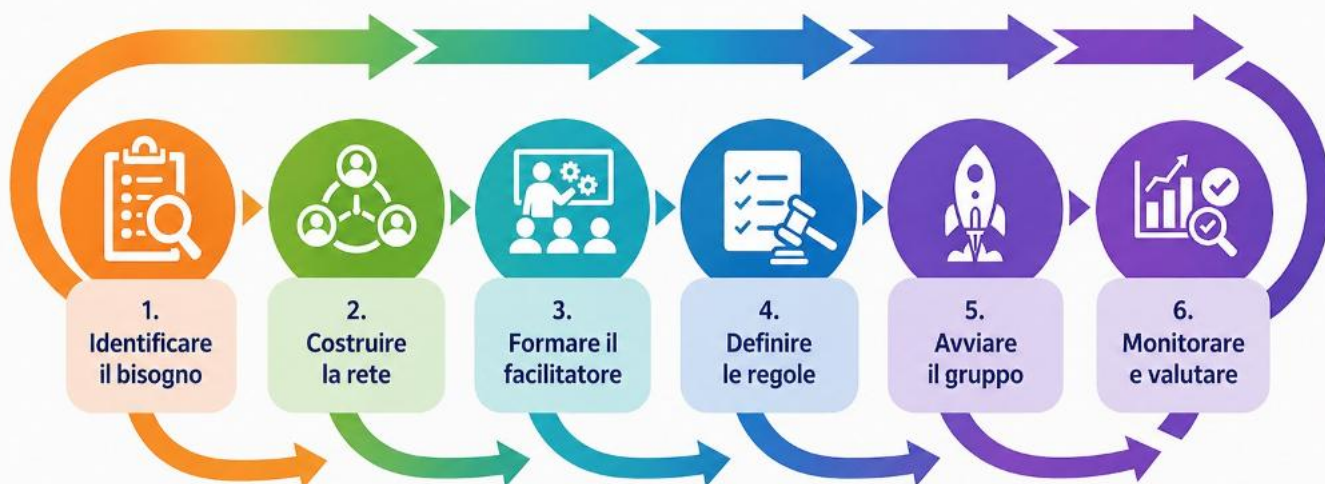 1.
Identificare
il bisogno
2.
Costruire
la rete
3.
Formare il
facilitatore
4.
Definire
le regole
5.
Avviare
il gruppo
6.
Monitorare
e valutare